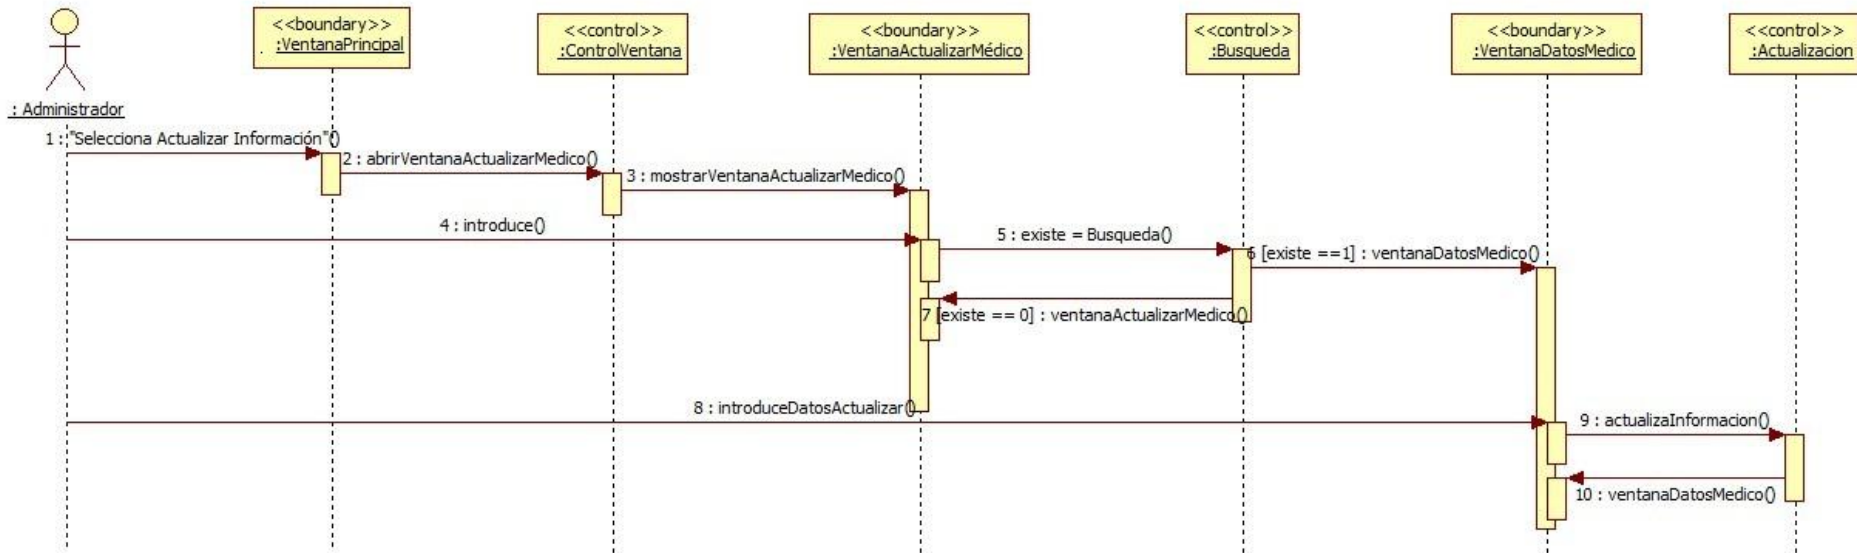 <<boundary>>
. :VentanaPrincipal
<<control>>
:ControlVentana
<<boundary>>
:VentanaActualizarMédico
<<control>>
:Busqueda
<<boundary>>
:VentanaDatosMedico
<<control>>
:Actualizacion
: Administrador
1 : "Selecciona Actualizar Información"()
2 : abrirVentanaActualizarMedico()
3 : mostrarVentanaActualizarMedico()
4 : introduce()
5 : existe = Busqueda()
6 [existe ==1] : ventanaDatosMedico()
7 [existe == 0] : ventanaActualizarMedico()
8 : introduceDatosActualizar()
9 : actualizaInformacion()
10 : ventanaDatosMedico()